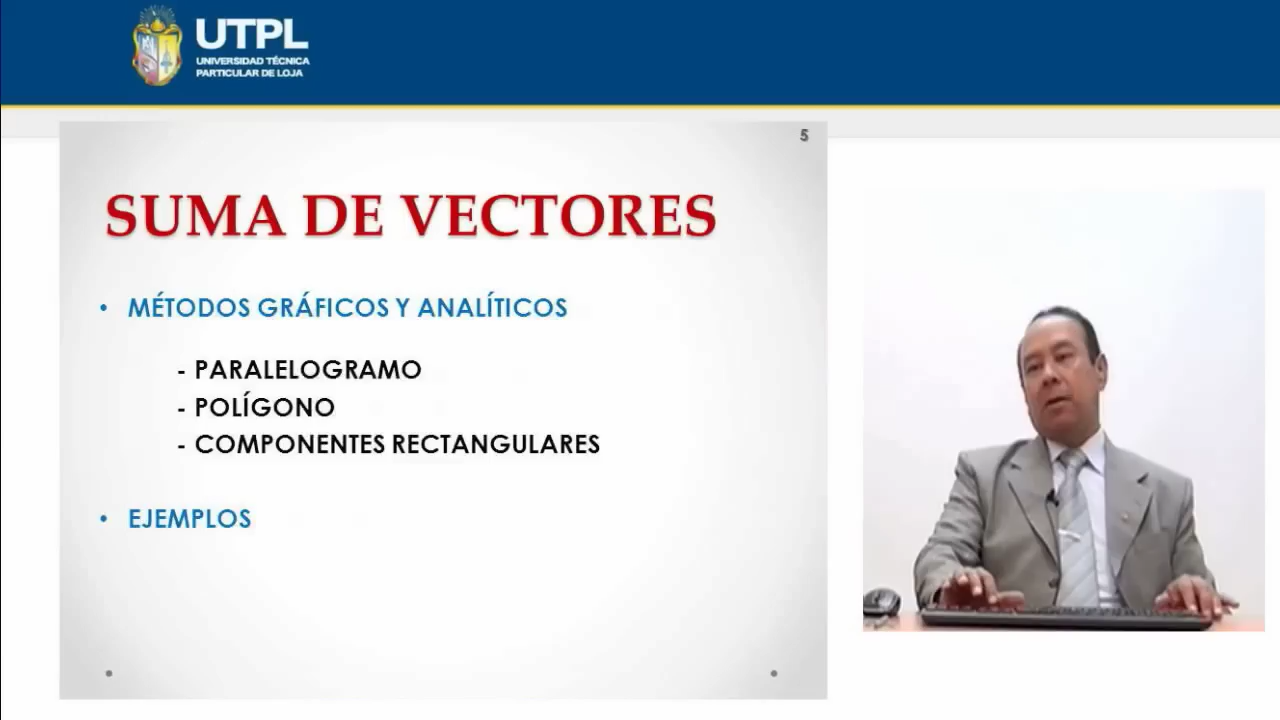 UTPL
UNIVERSIDAD TÉCNICA
PARTICULAR DE LOJA
5
SUMA DE VECTORES
• MÉTODOS GRÁFICOS Y ANALÍTICOS
- PARALELOGRAMO
- POLÍGONO
- COMPONENTES RECTANGULARES
• EJEMPLOS